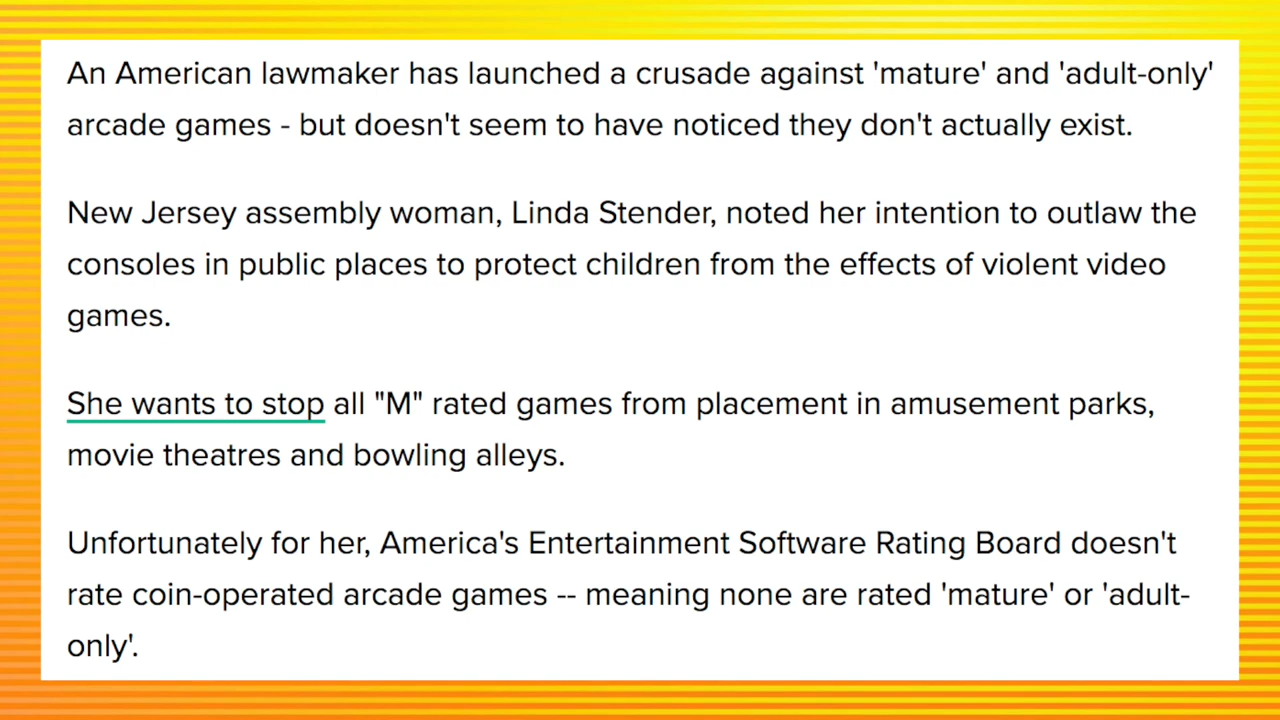 An American lawmaker has launched a crusade against 'mature' and 'adult-only'
arcade games - but doesn't seem to have noticed they don't actually exist.
New Jersey assembly woman, Linda Stender, noted her intention to outlaw the
consoles in public places to protect children from the effects of violent video
games.
She wants to stop all "M" rated games from placement in amusement parks,
movie theatres and bowling alleys.
Unfortunately for her, America's Entertainment Software Rating Board doesn't
rate coin-operated arcade games -- meaning none are rated 'mature' or 'adult-
only'.